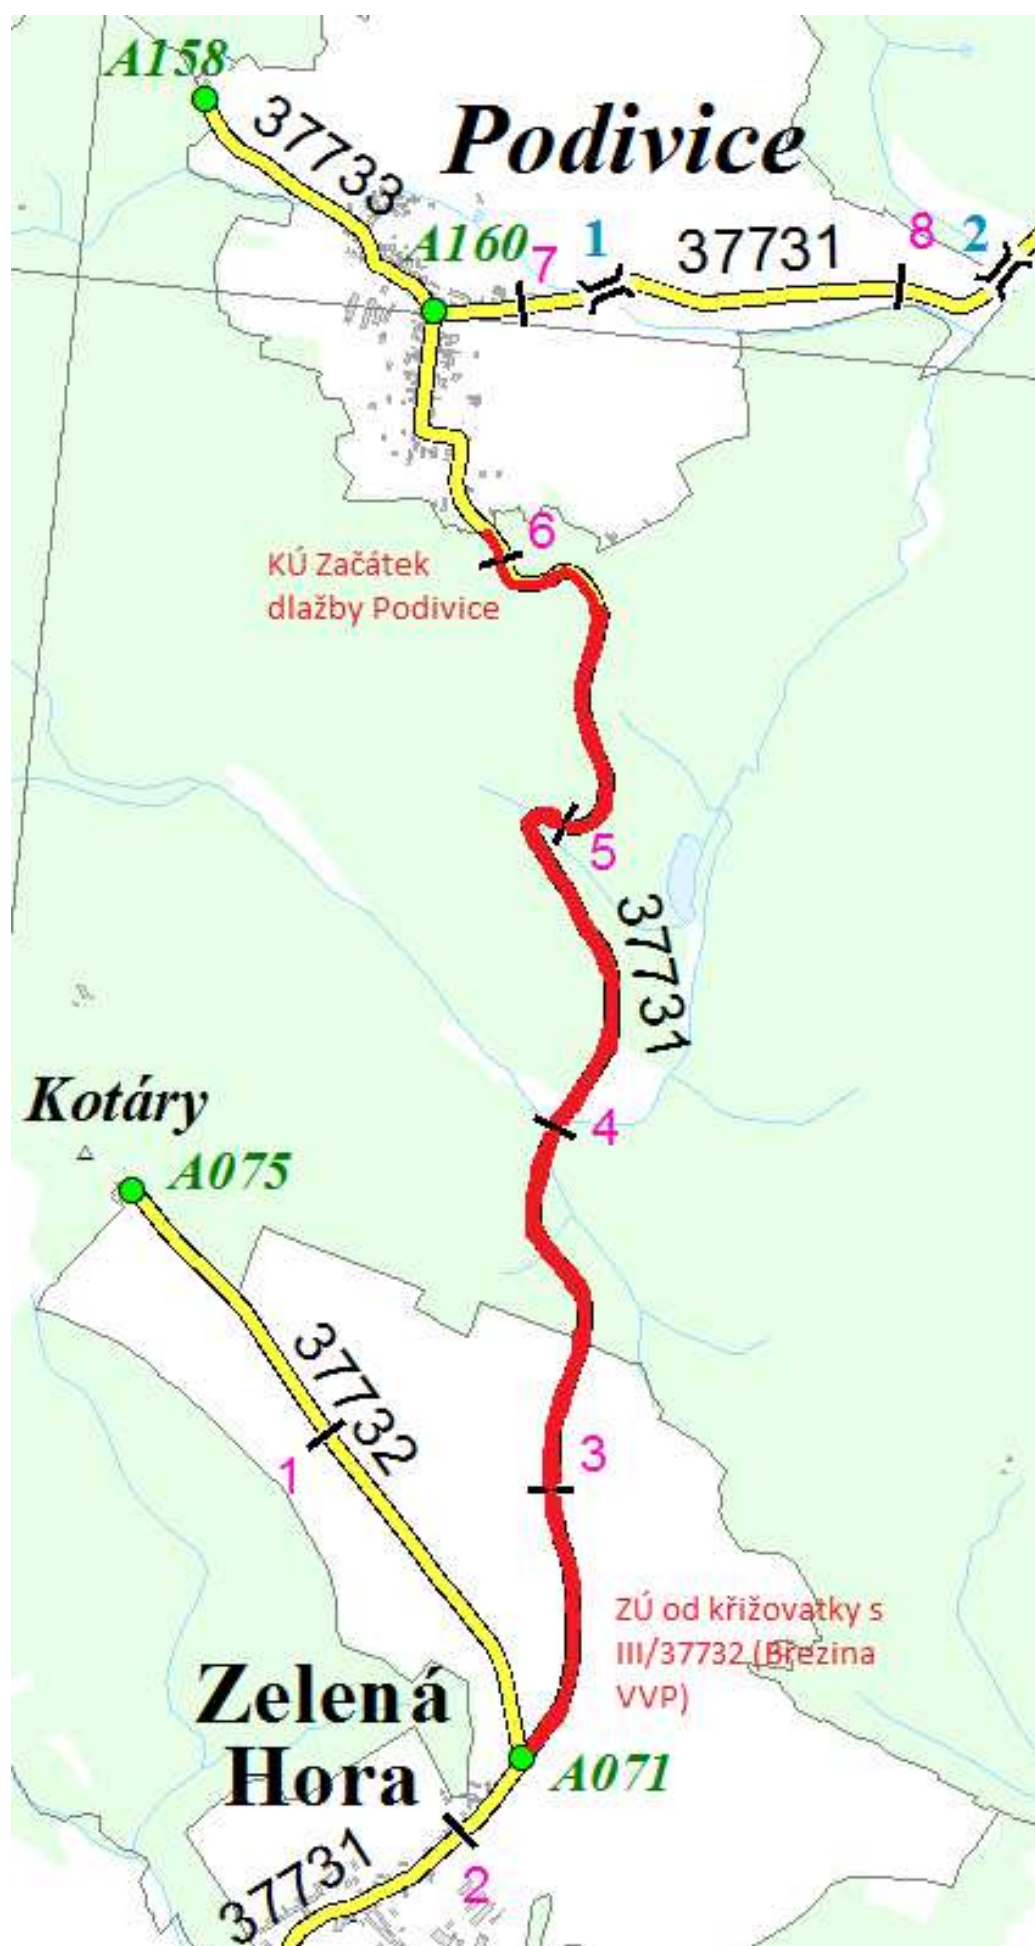 A158
37733
Podivice
A160
7
1
37731
8
2
6
KÚ Začátek
dlažby Podivice
5
37731
Kotáry
4
A075
37732
1
3
ZÚ od křižovatky s
III/37732 (Březina
VVP)
Zelená
Hora
A071
37731
2